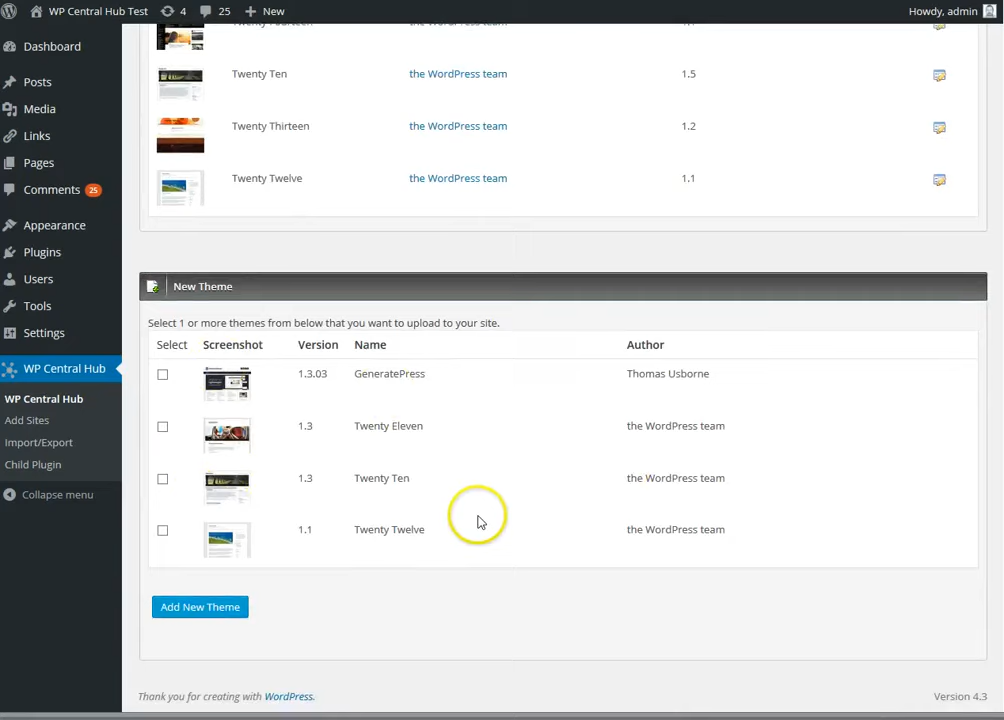 WP Central Hub Test 4 25 New Howdy, admin
Dashboard
Posts
Media
Links
Pages
Comments 25
Appearance
Plugins
Users
Tools
Settings
WP Central Hub
WP Central Hub
Add Sites
Import/Export
Child Plugin
Collapse menu
Twenty Fourteen
Twenty Ten the WordPress team 1.5
Twenty Thirteen the WordPress team 1.2
Twenty Twelve the WordPress team 1.1
New Theme
Select 1 or more themes from below that you want to upload to your site.
Select Screenshot Version Name Author
1.3.03 GeneratePress Thomas Usborne
1.3 Twenty Eleven the WordPress team
1.3 Twenty Ten the WordPress team
1.1 Twenty Twelve the WordPress team
Add New Theme
Thank you for creating with WordPress. Version 4.3